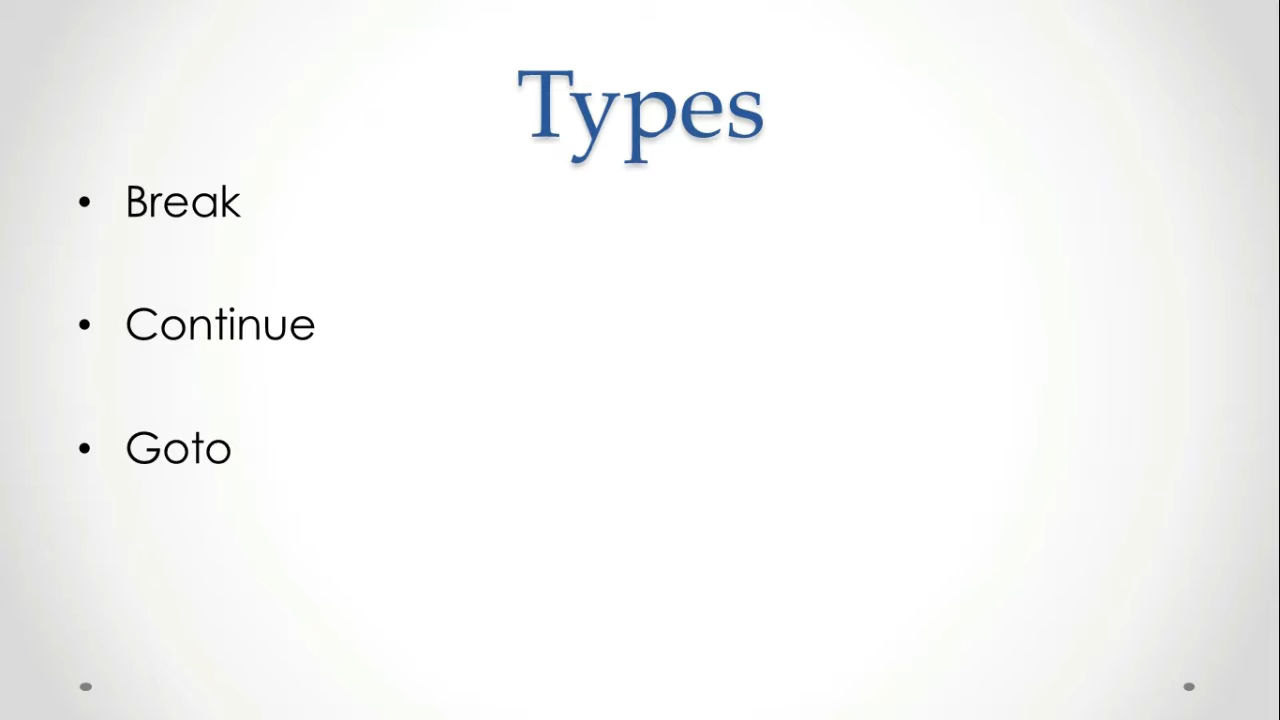 Types
• Break
• Continue
• Goto